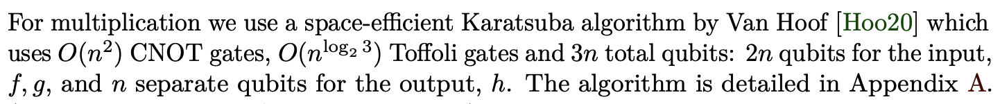 For multiplication we use a space-efficient Karatsuba algorithm by Van Hoof [Hoo20] which
uses O(n²) CNOT gates, O(n^{log₂ 3}) Toffoli gates and 3n total qubits: 2n qubits for the input,
f, g, and n separate qubits for the output, h. The algorithm is detailed in Appendix A.